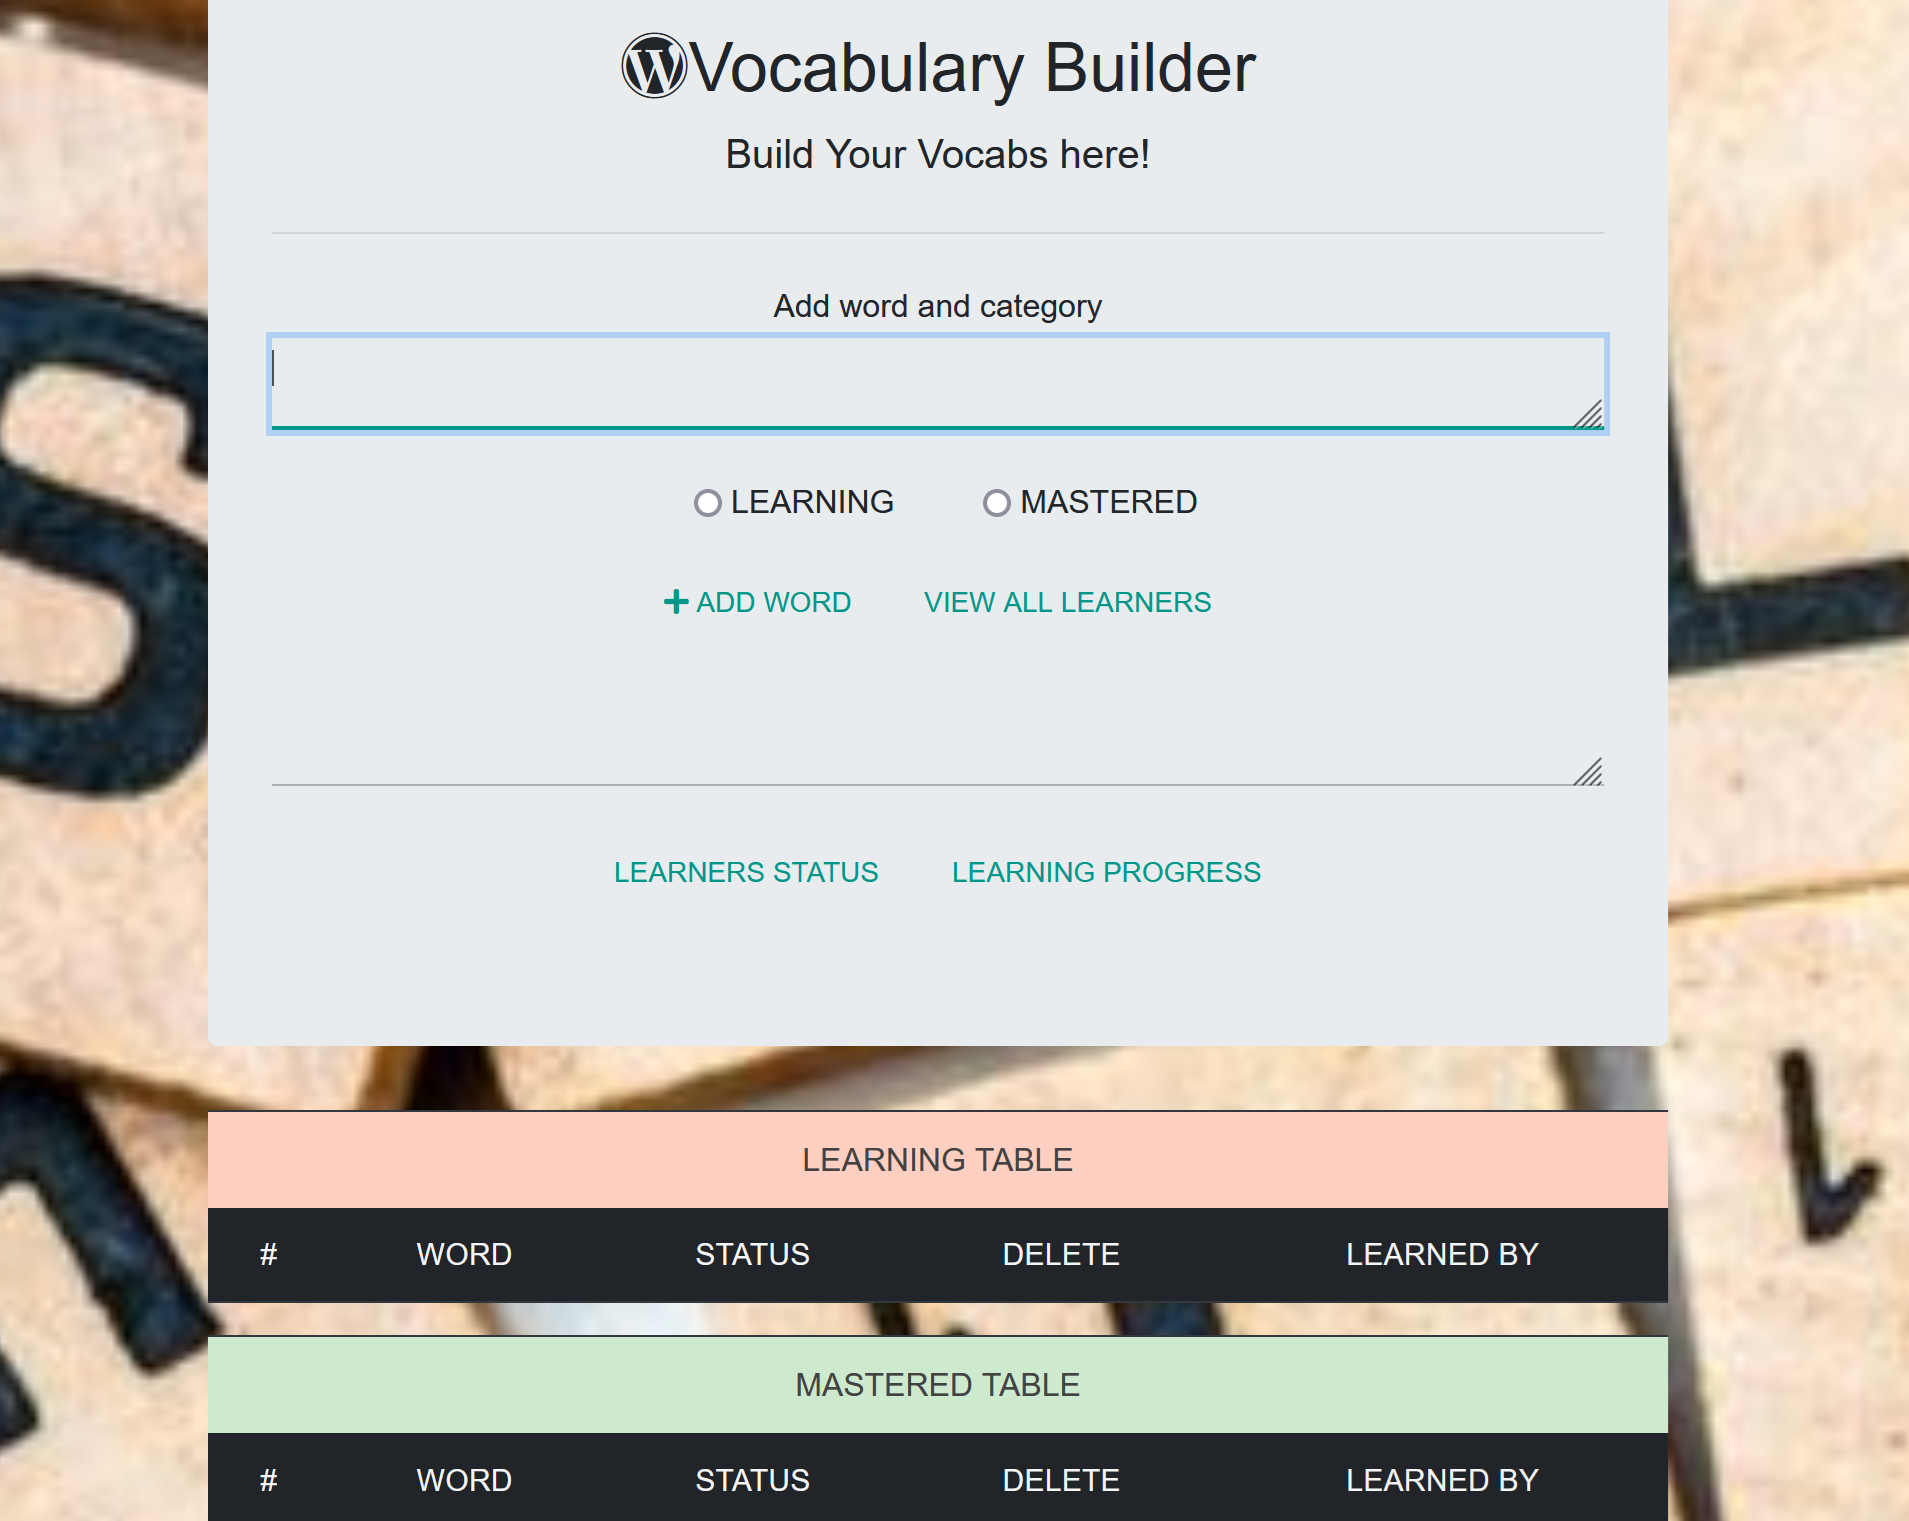 Vocabulary Builder
Build Your Vocabs here!
Add word and category
LEARNING MASTERED
ADD WORD VIEW ALL LEARNERS
LEARNERS STATUS LEARNING PROGRESS
LEARNING TABLE
# WORD STATUS DELETE LEARNED BY
MASTERED TABLE
# WORD STATUS DELETE LEARNED BY